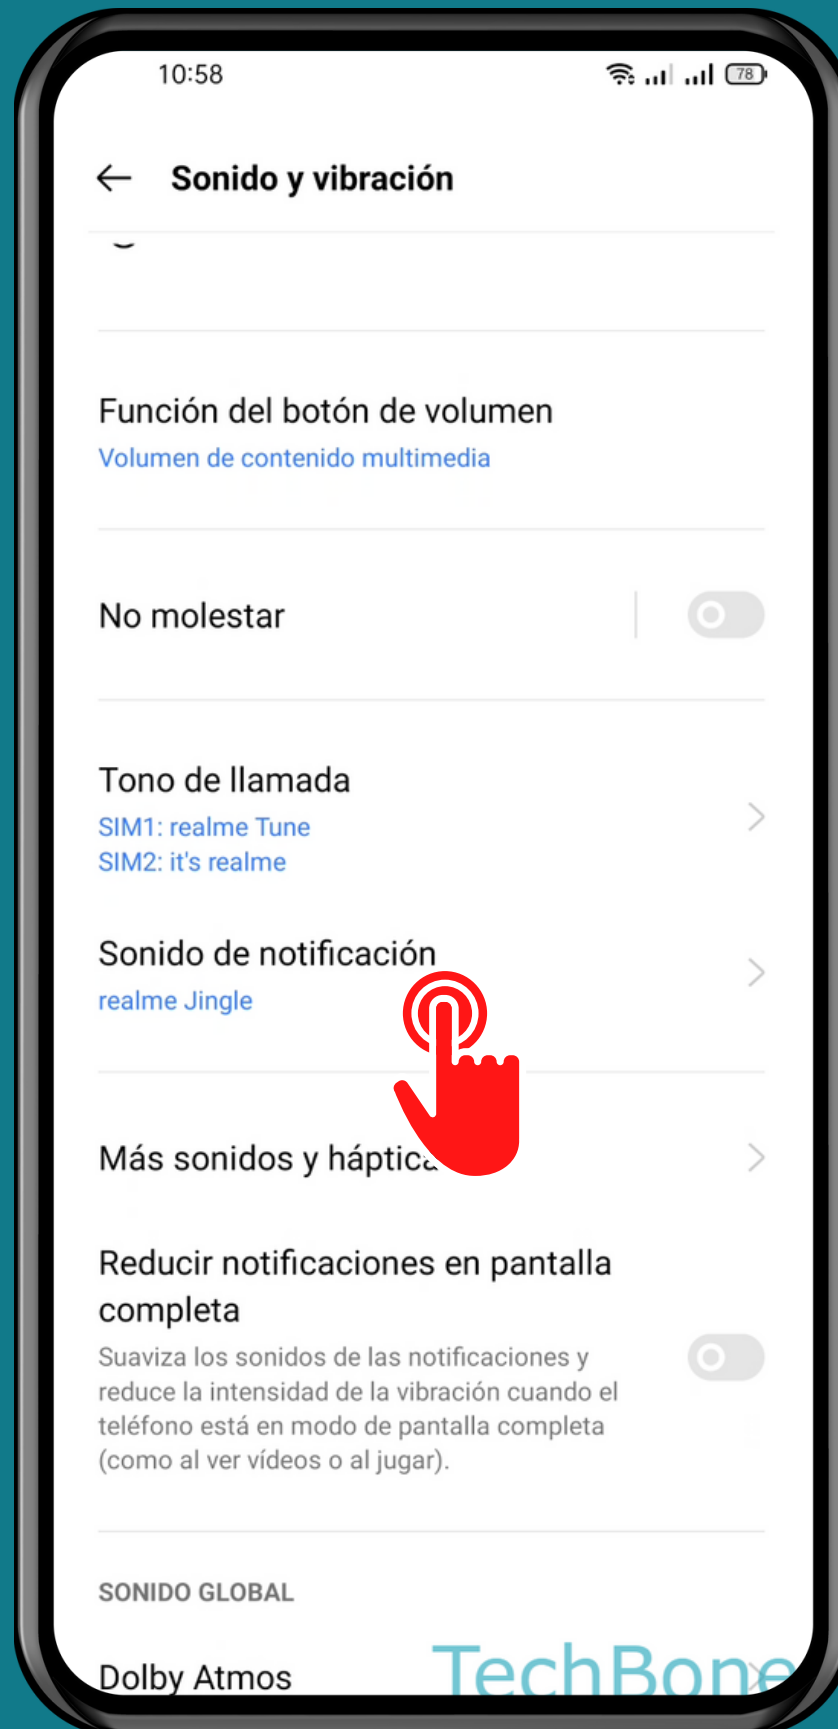 10:58
78
Sonido y vibración
Función del botón de volumen
Volumen de contenido multimedia
No molestar
Tono de llamada
SIM1: realme Tune
SIM2: it's realme
Sonido de notificación
realme Jingle
Más sonidos y háptica
Reducir notificaciones en pantalla
completa
Suaviza los sonidos de las notificaciones y
reduce la intensidad de la vibración cuando el
teléfono está en modo de pantalla completa
(como al ver vídeos o al jugar).
SONIDO GLOBAL
Dolby Atmos
TechBone